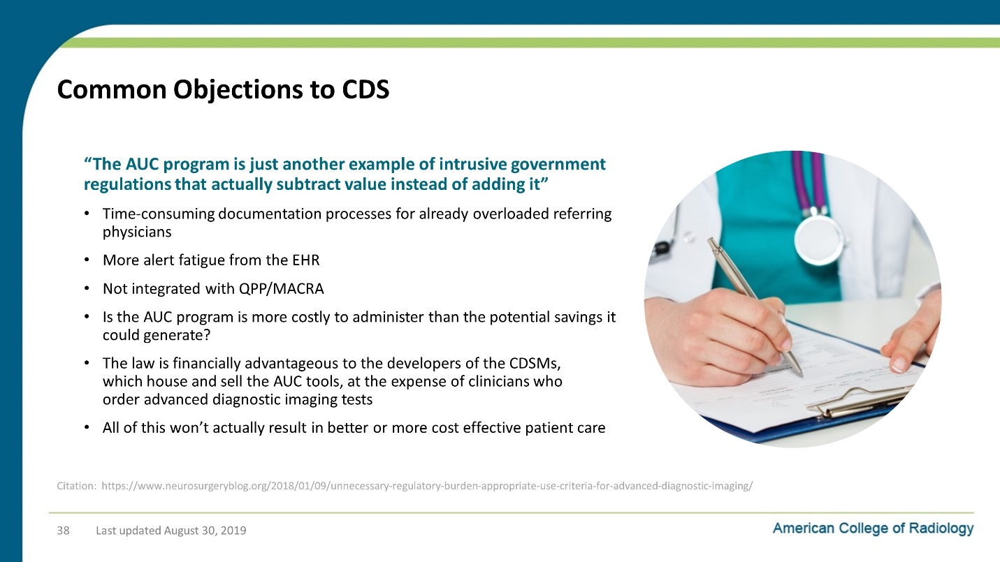 Common Objections to CDS
“The AUC program is just another example of intrusive government
regulations that actually subtract value instead of adding it”
• Time-consuming documentation processes for already overloaded referring
physicians
• More alert fatigue from the EHR
• Not integrated with QPP/MACRA
• Is the AUC program is more costly to administer than the potential savings it
could generate?
• The law is financially advantageous to the developers of the CDSMs,
which house and sell the AUC tools, at the expense of clinicians who
order advanced diagnostic imaging tests
• All of this won’t actually result in better or more cost effective patient care
Citation: https://www.neurosurgeryblog.org/2018/01/09/unnecessary-regulatory-burden-appropriate-use-criteria-for-advanced-diagnostic-imaging/
38 Last updated August 30, 2019
American College of Radiology